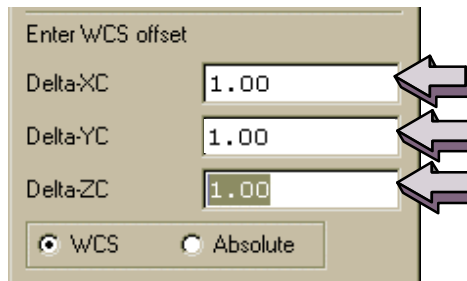 Enter WCS offset
Delta-XC 1.00
Delta-YC 1.00
Delta-ZC 1.00
WCS Absolute